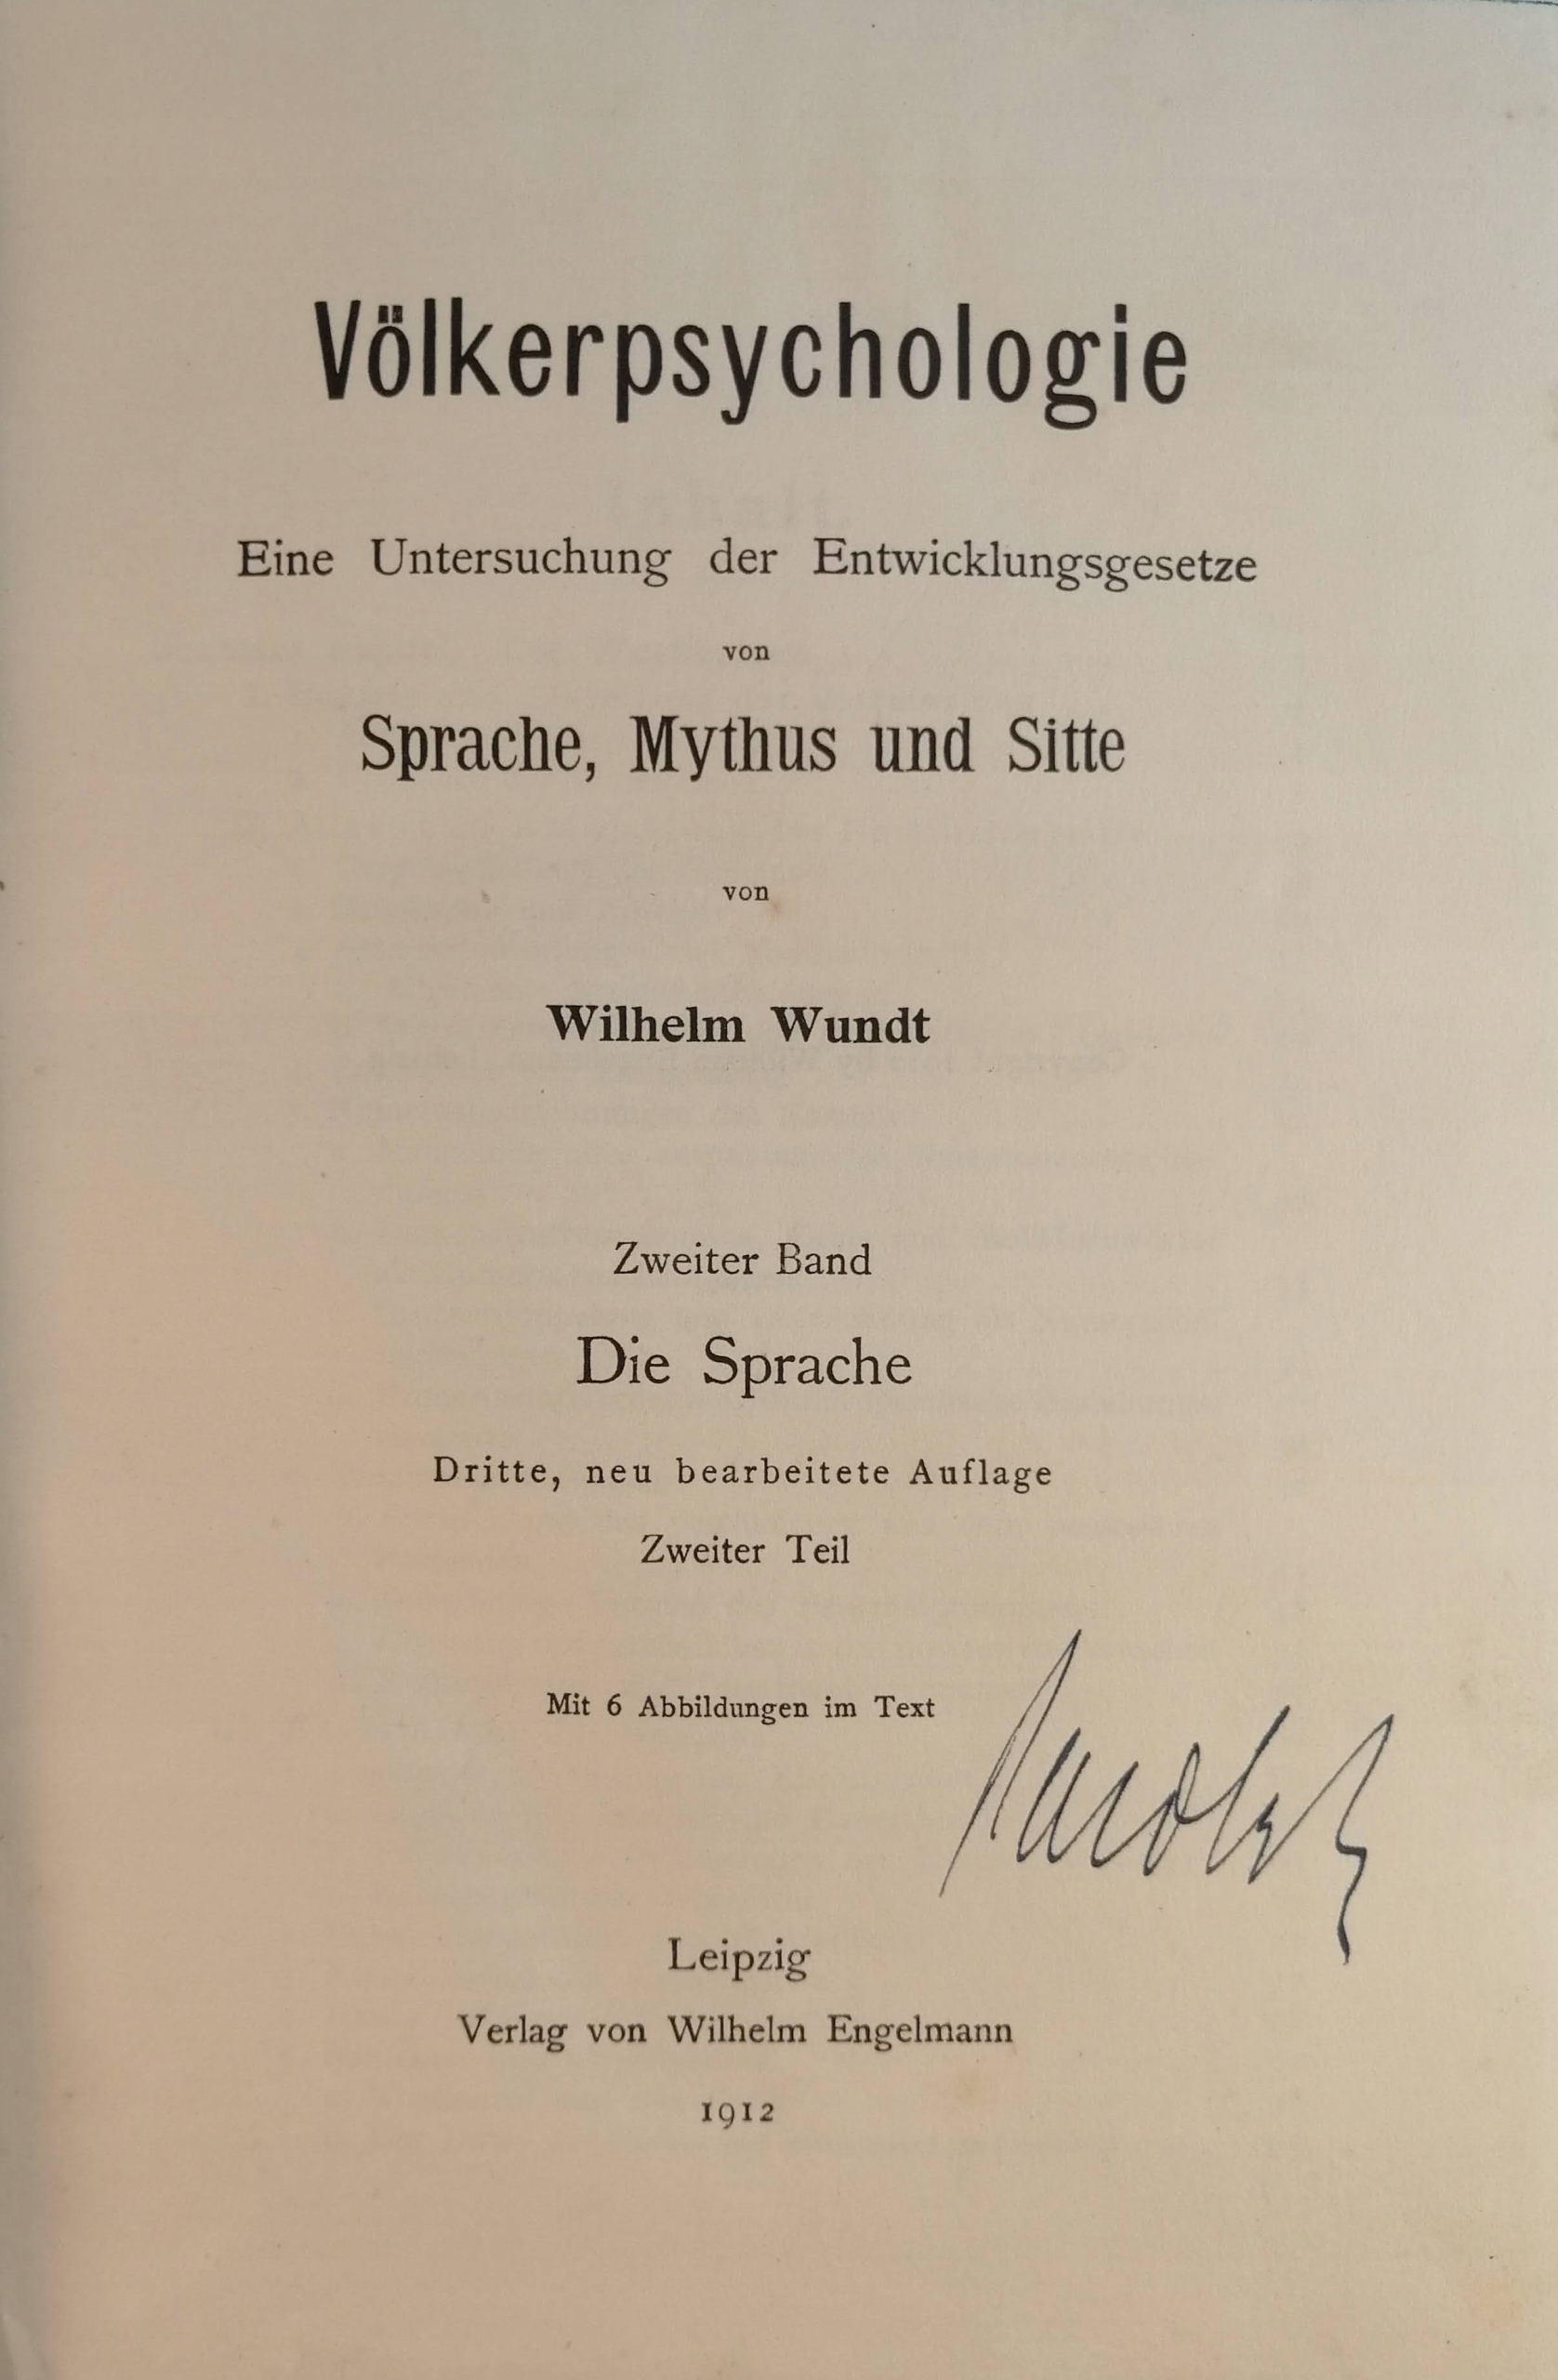 Völkerpsychologie
Eine Untersuchung der Entwicklungsgesetze
von
Sprache, Mythus und Sitte
von
Wilhelm Wundt
Zweiter Band
Die Sprache
Dritte, neu bearbeitete Auflage
Zweiter Teil
Mit 6 Abbildungen im Text
Leipzig
Verlag von Wilhelm Engelmann
1912